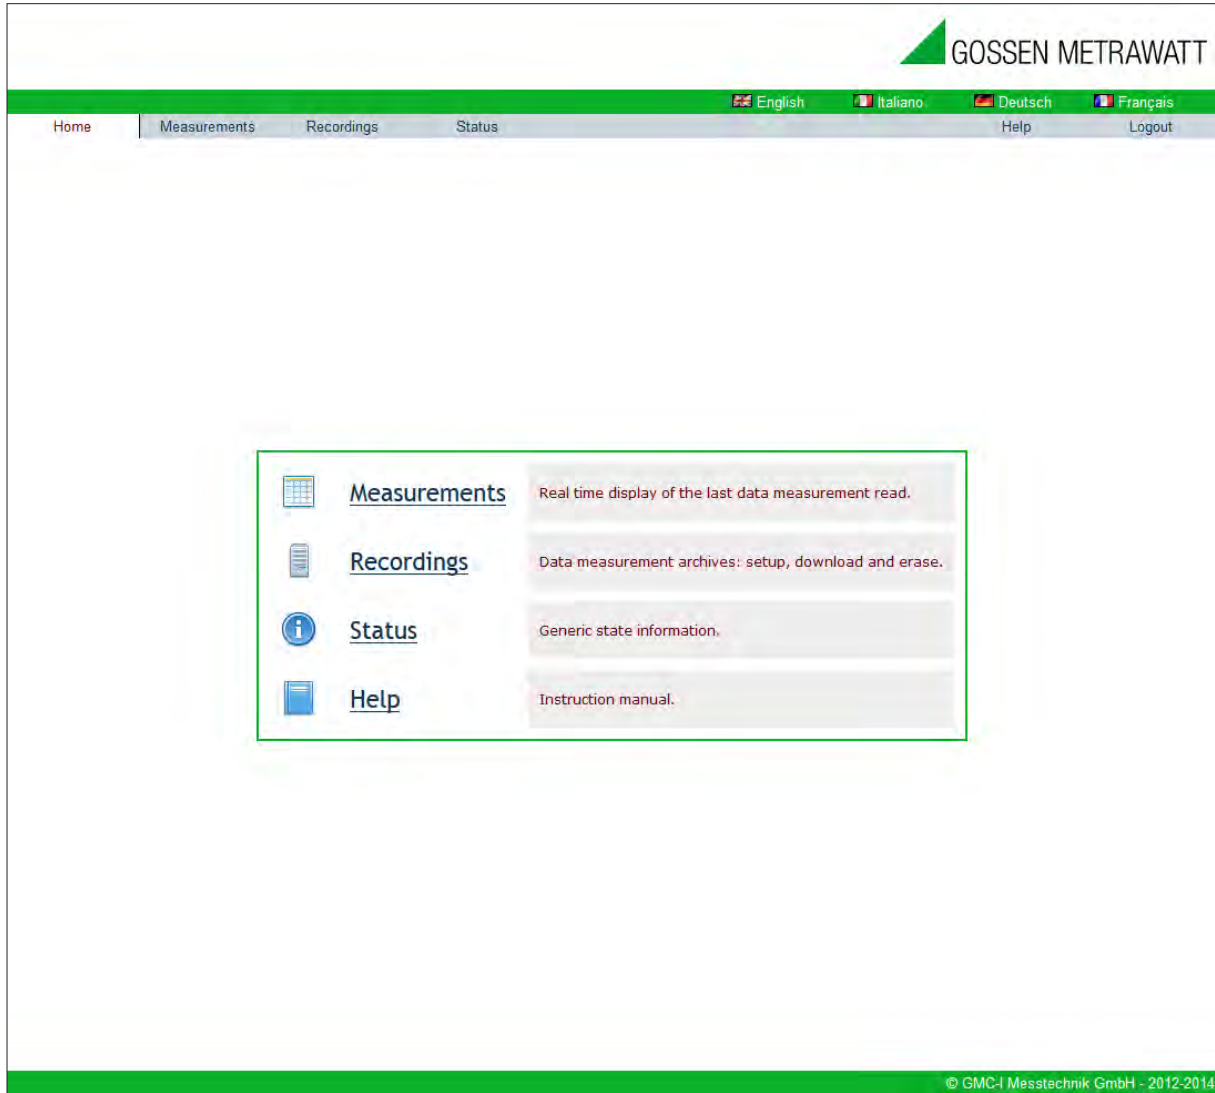 GOSSEN METRAWATT
English Italiano Deutsch Français
Home Measurements Recordings Status Help Logout
Measurements Real time display of the last data measurement read.
Recordings Data measurement archives: setup, download and erase.
Status Generic state information.
Help Instruction manual.
© GMC-I Messtechnik GmbH - 2012-2014